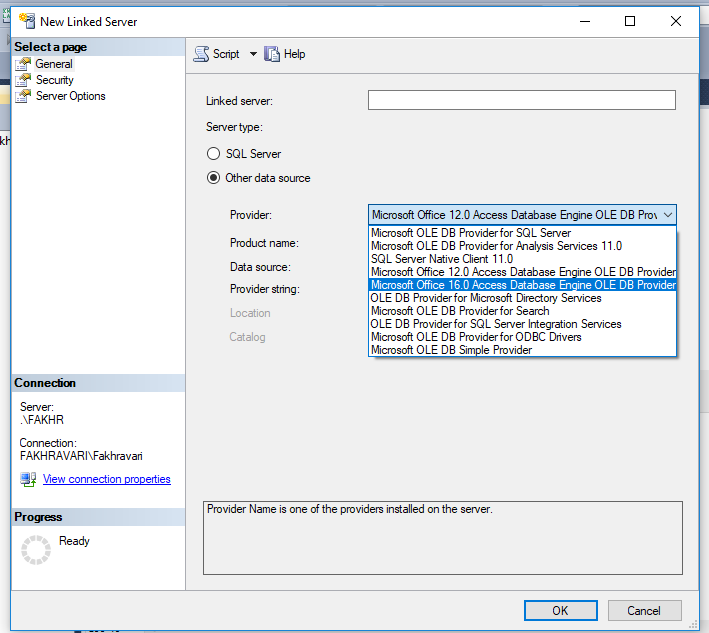 New Linked Server
Select a page
General
Security
Server Options
Script
Help
Linked server:
Server type:
SQL Server
Other data source
Provider:
Microsoft Office 12.0 Access Database Engine OLE DB Prov
Microsoft OLE DB Provider for SQL Server
Microsoft OLE DB Provider for Analysis Services 11.0
SQL Server Native Client 11.0
Microsoft Office 12.0 Access Database Engine OLE DB Provider
Microsoft Office 16.0 Access Database Engine OLE DB Provider
OLE DB Provider for Microsoft Directory Services
Microsoft OLE DB Provider for Search
OLE DB Provider for SQL Server Integration Services
Microsoft OLE DB Provider for ODBC Drivers
Microsoft OLE DB Simple Provider
Product name:
Data source:
Provider string:
Location
Catalog
Connection
Server:
.\FAKHR
Connection:
FAKHRAVARI\Fakhravari
View connection properties
Progress
Ready
Provider Name is one of the providers installed on the server.
OK
Cancel